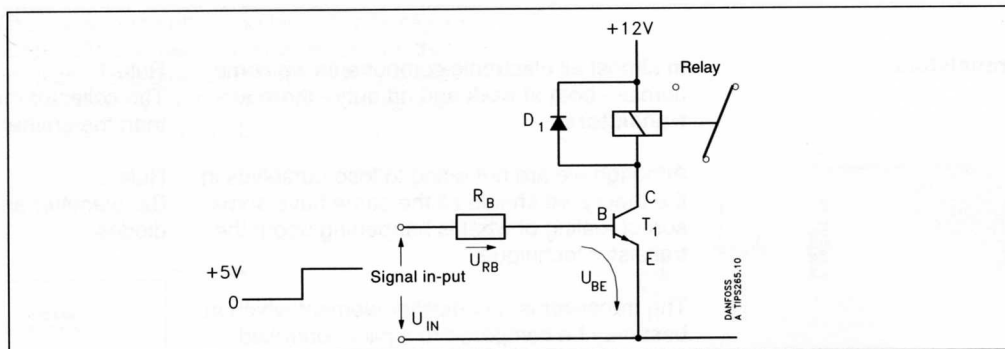 +12V
Relay
D1
RB
C
B
T1
URB
E
+5V
Signal in-put
UBE
0
UIN
DANFOSS
A TIPS265.10